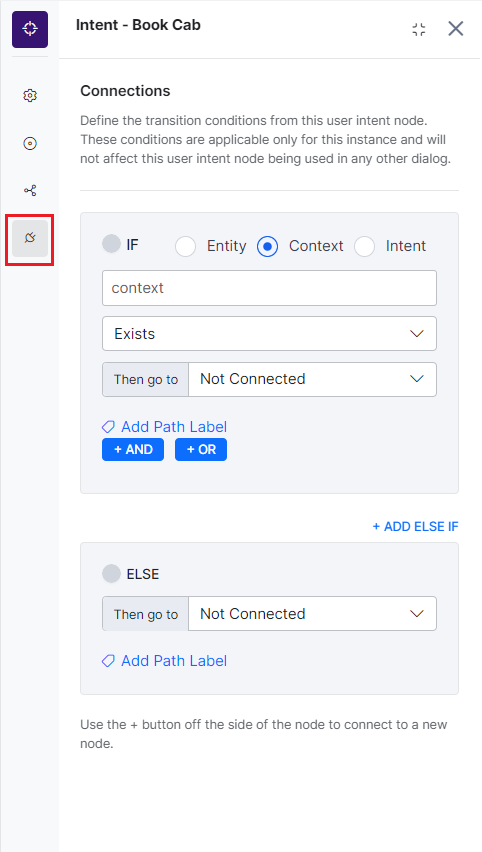 Intent - Book Cab
Connections
Define the transition conditions from this user intent node.
These conditions are applicable only for this instance and will
not affect this user intent node being used in any other dialog.
IF Entity Context Intent
context
Exists
Then go to Not Connected
Add Path Label
+ AND + OR
+ ADD ELSE IF
ELSE
Then go to Not Connected
Add Path Label
Use the + button off the side of the node to connect to a new
node.